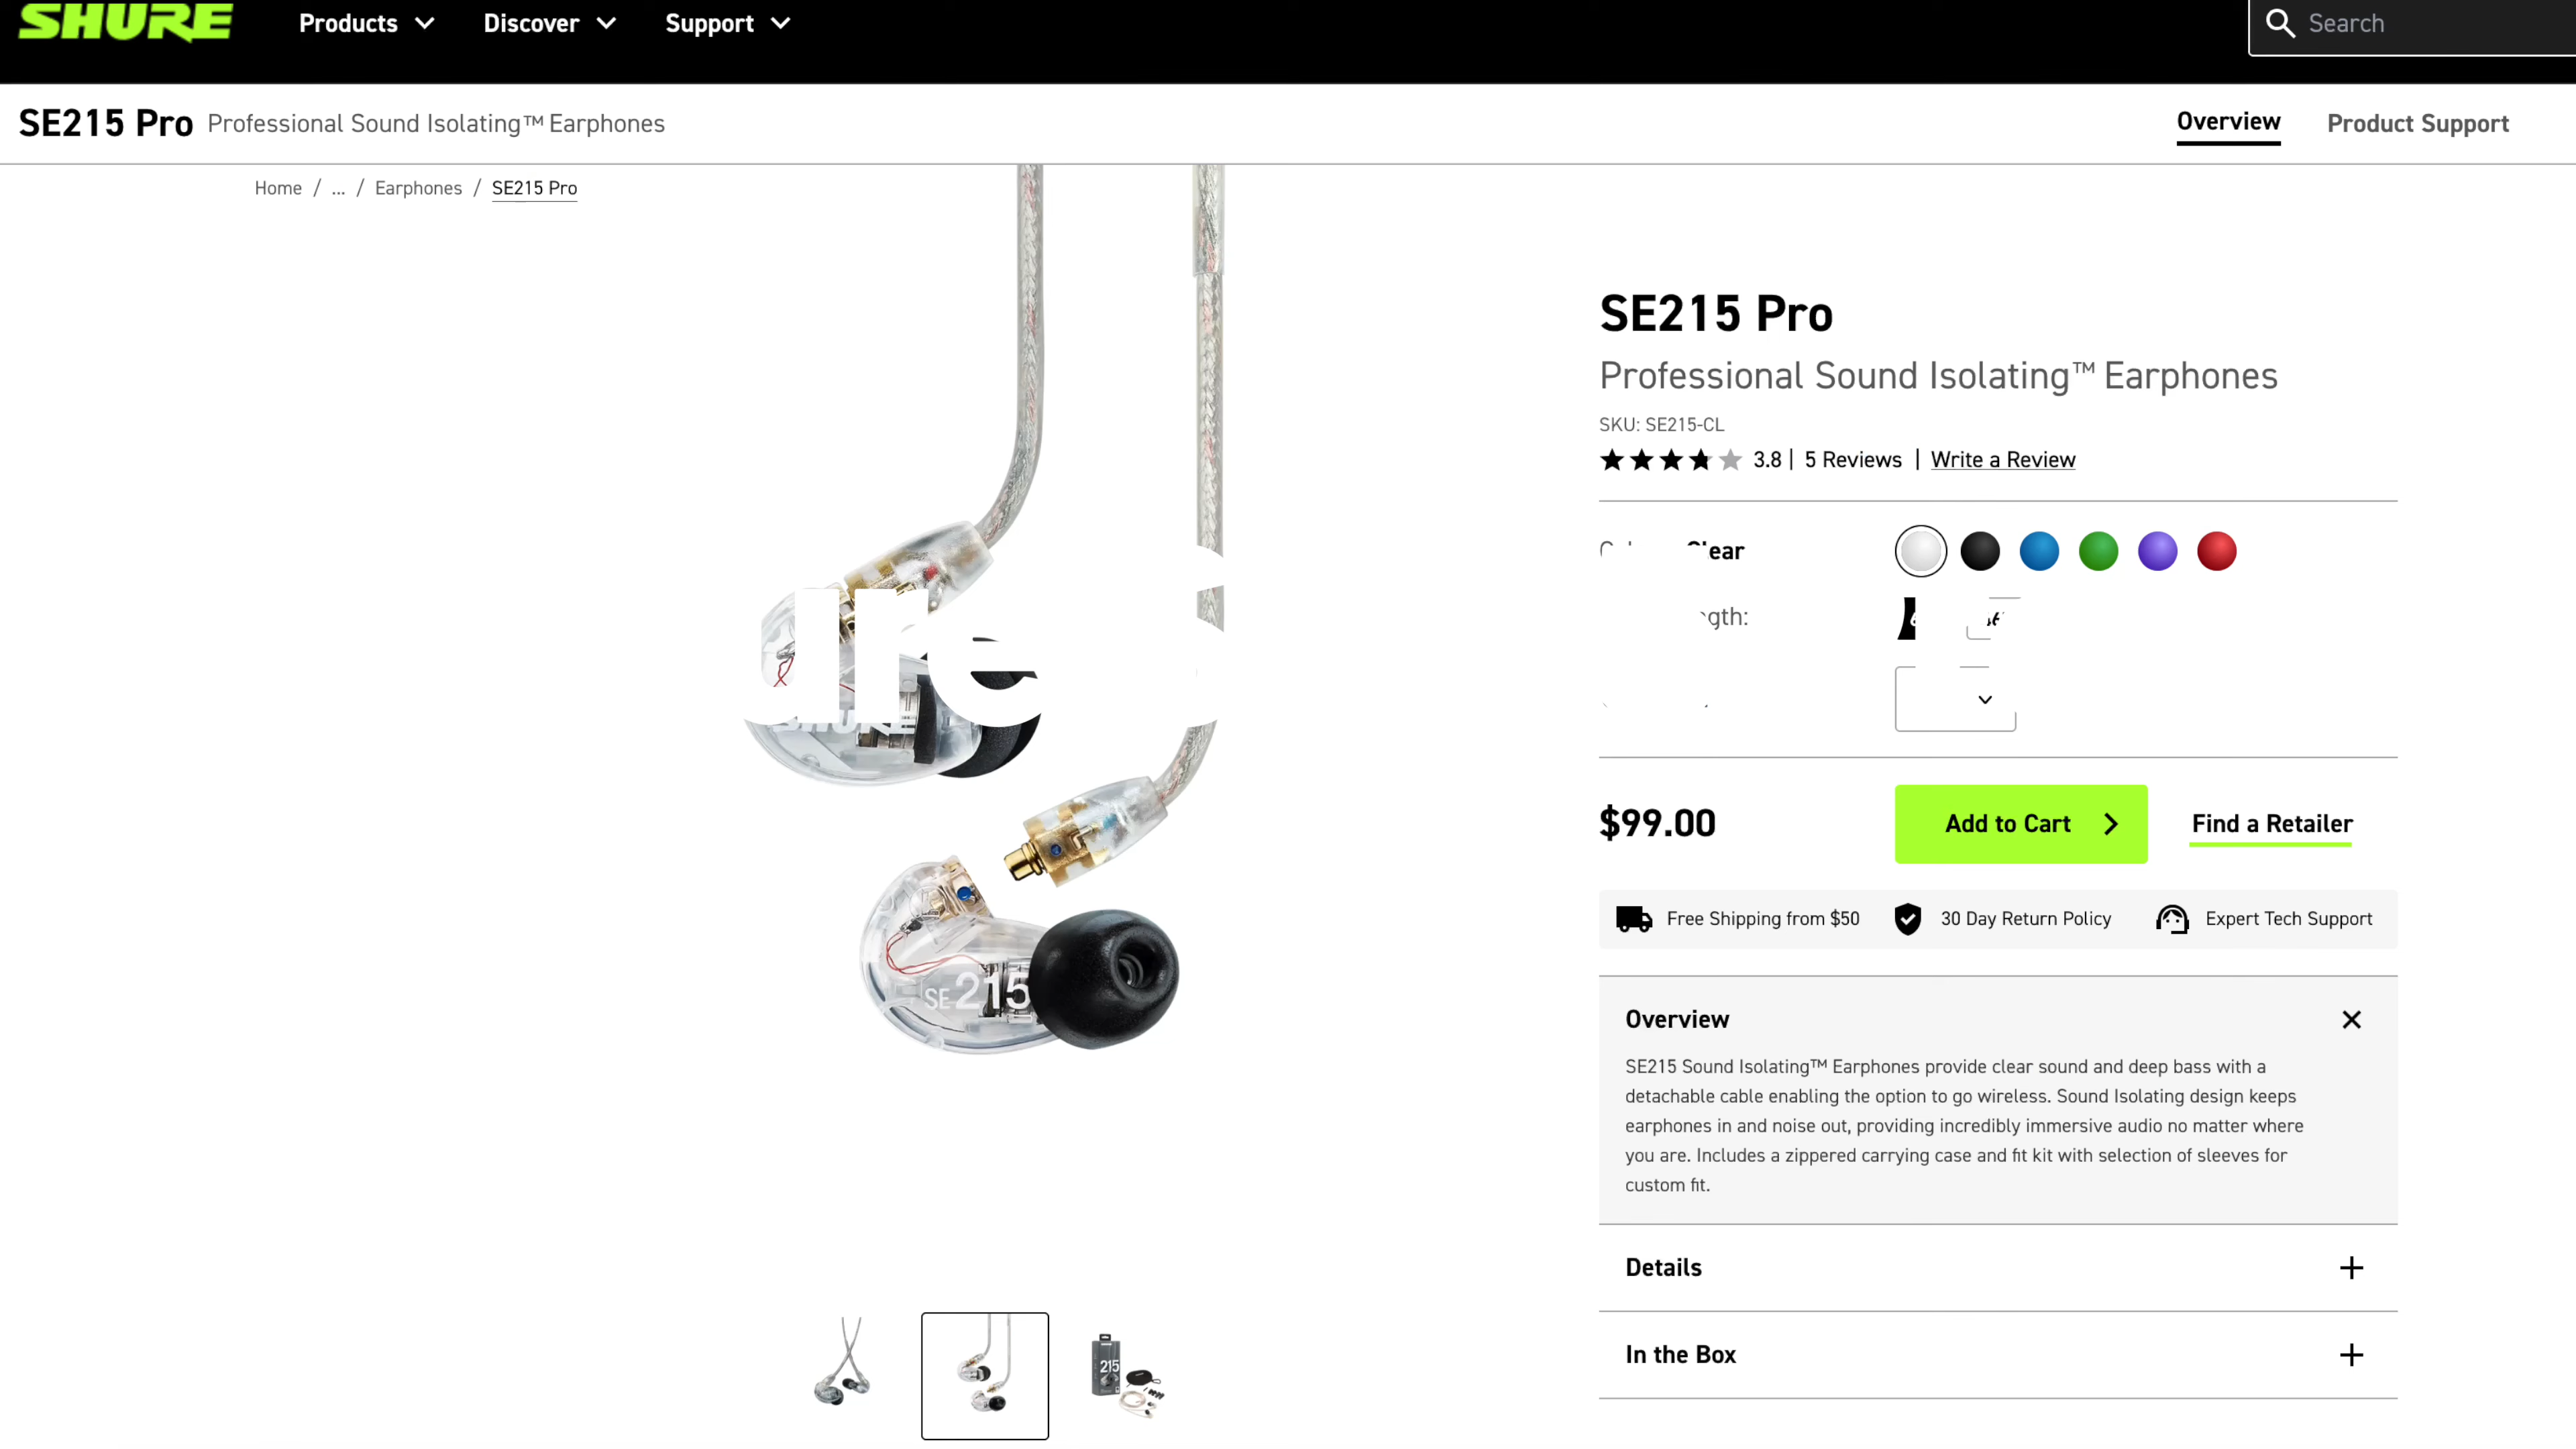 SHURE
Products
Discover
Support
Search
SE215 Pro Professional Sound Isolating™ Earphones
Overview
Product Support
Home / ... / Earphones / SE215 Pro
SE215 Pro
Professional Sound Isolating™ Earphones
SKU: SE215-CL
3.8 | 5 Reviews | Write a Review
Clear
SHURE
SE215
215
$99.00
Add to Cart
Find a Retailer
Free Shipping from $50
30 Day Return Policy
Expert Tech Support
Overview
SE215 Sound Isolating™ Earphones provide clear sound and deep bass with a
detachable cable enabling the option to go wireless. Sound Isolating design keeps
earphones in and noise out, providing incredibly immersive audio no matter where
you are. Includes a zippered carrying case and fit kit with selection of sleeves for
custom fit.
Details
In the Box